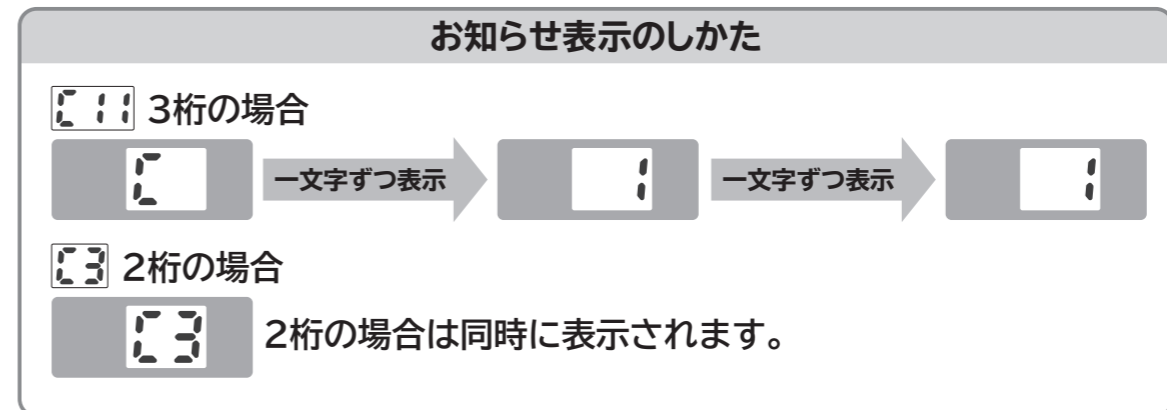 お知らせ表示のしかた
C11 3桁の場合
C 一文字ずつ表示 1 一文字ずつ表示 1
C3 2桁の場合
C3 2桁の場合は同時に表示されます。